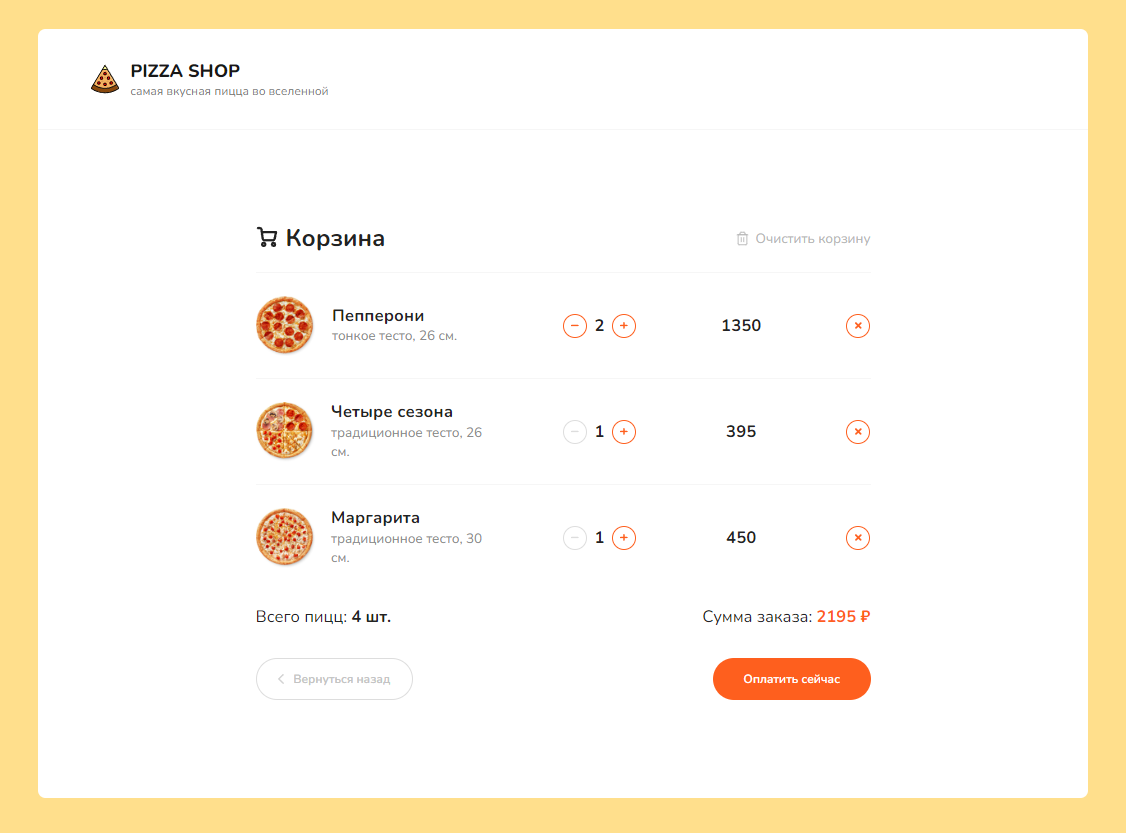 PIZZA SHOP
самая вкусная пицца во вселенной
Корзина
Очистить корзину
Пепперони
тонкое тесто, 26 см.
2
1350
Четыре сезона
традиционное тесто, 26
см.
1
395
Маргарита
традиционное тесто, 30
см.
1
450
Всего пицц: 4 шт.
Сумма заказа: 2195 ₽
Вернуться назад
Оплатить сейчас